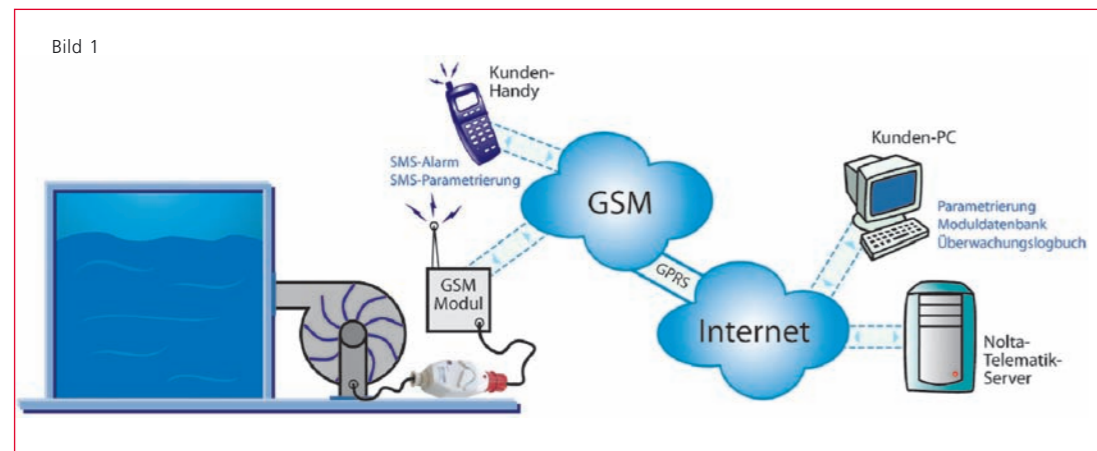 Bild 1
Kunden-
Handy
SMS-Alarm
SMS-Parametrierung
GSM
Modul
GSM
GPRS
Internet
Kunden-PC
Parametrierung
Moduldatenbank
Überwachungslogbuch
Nolta-
Telematik-
Server